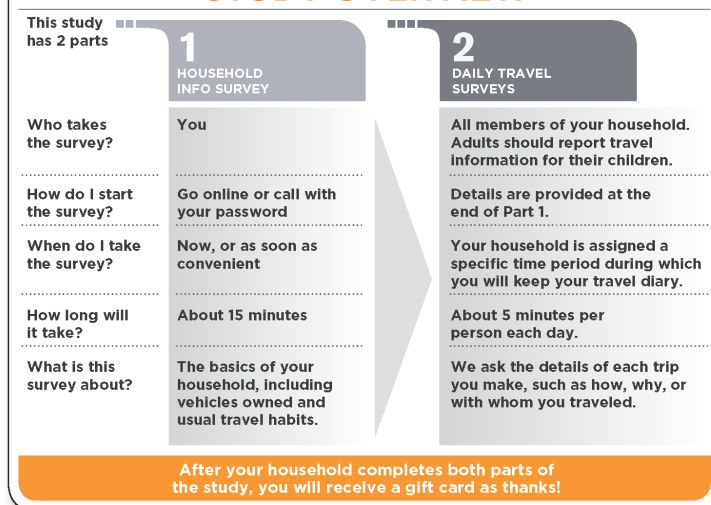 This study
has 2 parts
1
HOUSEHOLD
INFO SURVEY
2
DAILY TRAVEL
SURVEYS
Who takes
the survey?
You
All members of your household.
Adults should report travel
information for their children.
How do I start
the survey?
Go online or call with
your password
Details are provided at the
end of Part 1.
When do I take
the survey?
Now, or as soon as
convenient
Your household is assigned a
specific time period during which
you will keep your travel diary.
How long will
it take?
About 15 minutes
About 5 minutes per
person each day.
What is this
survey about?
The basics of your
household, including
vehicles owned and
usual travel habits.
We ask the details of each trip
you make, such as how, why, or
with whom you traveled.
After your household completes both parts of
the study, you will receive a gift card as thanks!